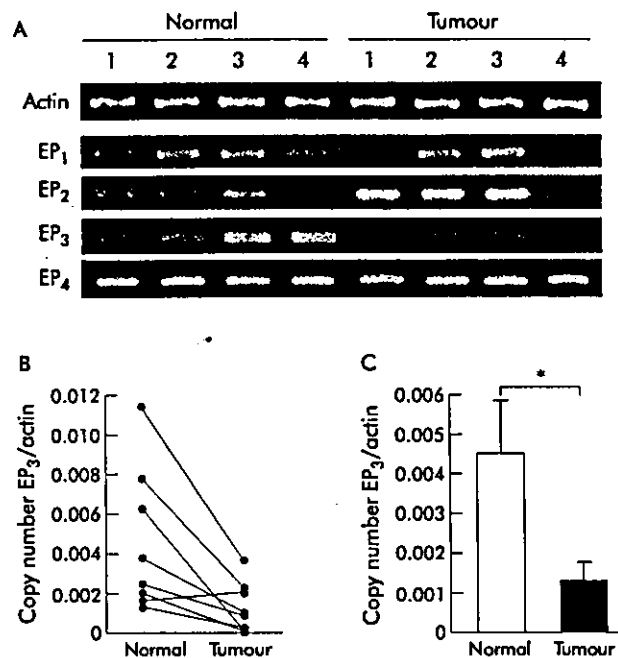 A
Normal Tumour
1 2 3 4 1 2 3 4
Actin
EP₁
EP₂
EP₃
EP₄
B
Copy number EP₃/actin
0.012
0.010
0.008
0.006
0.004
0.002
0
Normal Tumour
C
Copy number EP₃/actin
0.006
0.005
0.004
0.003
0.002
0.001
0
*
Normal Tumour